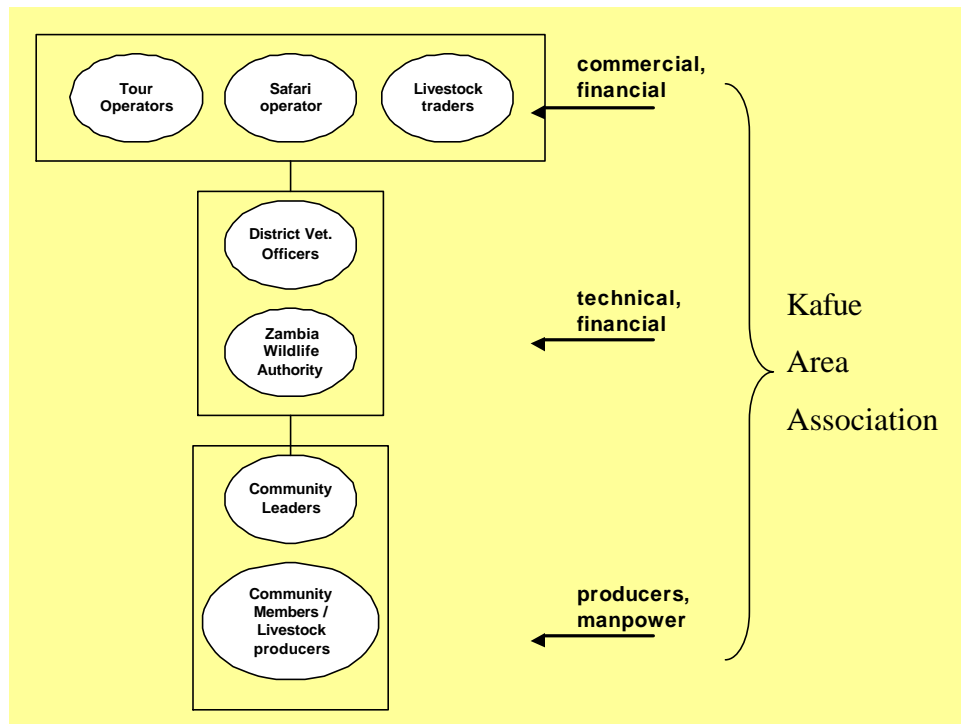 Tour
Operators
Safari
operator
Livestock
traders
commercial,
financial
District Vet.
Officers
Zambia
Wildlife
Authority
technical,
financial
Kafue
Area
Association
Community
Leaders
Community
Members /
Livestock
producers
producers,
manpower